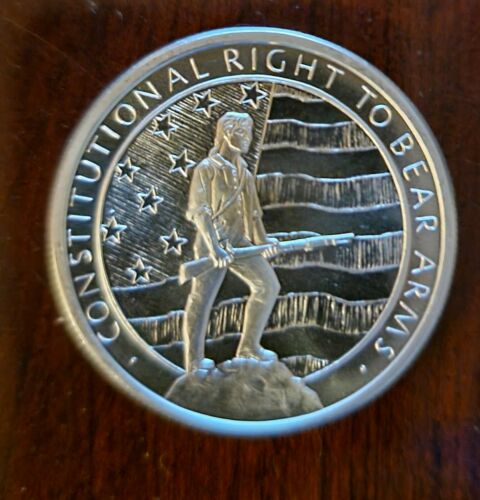 · CONSTITUTIONAL RIGHT TO BEAR ARMS ·